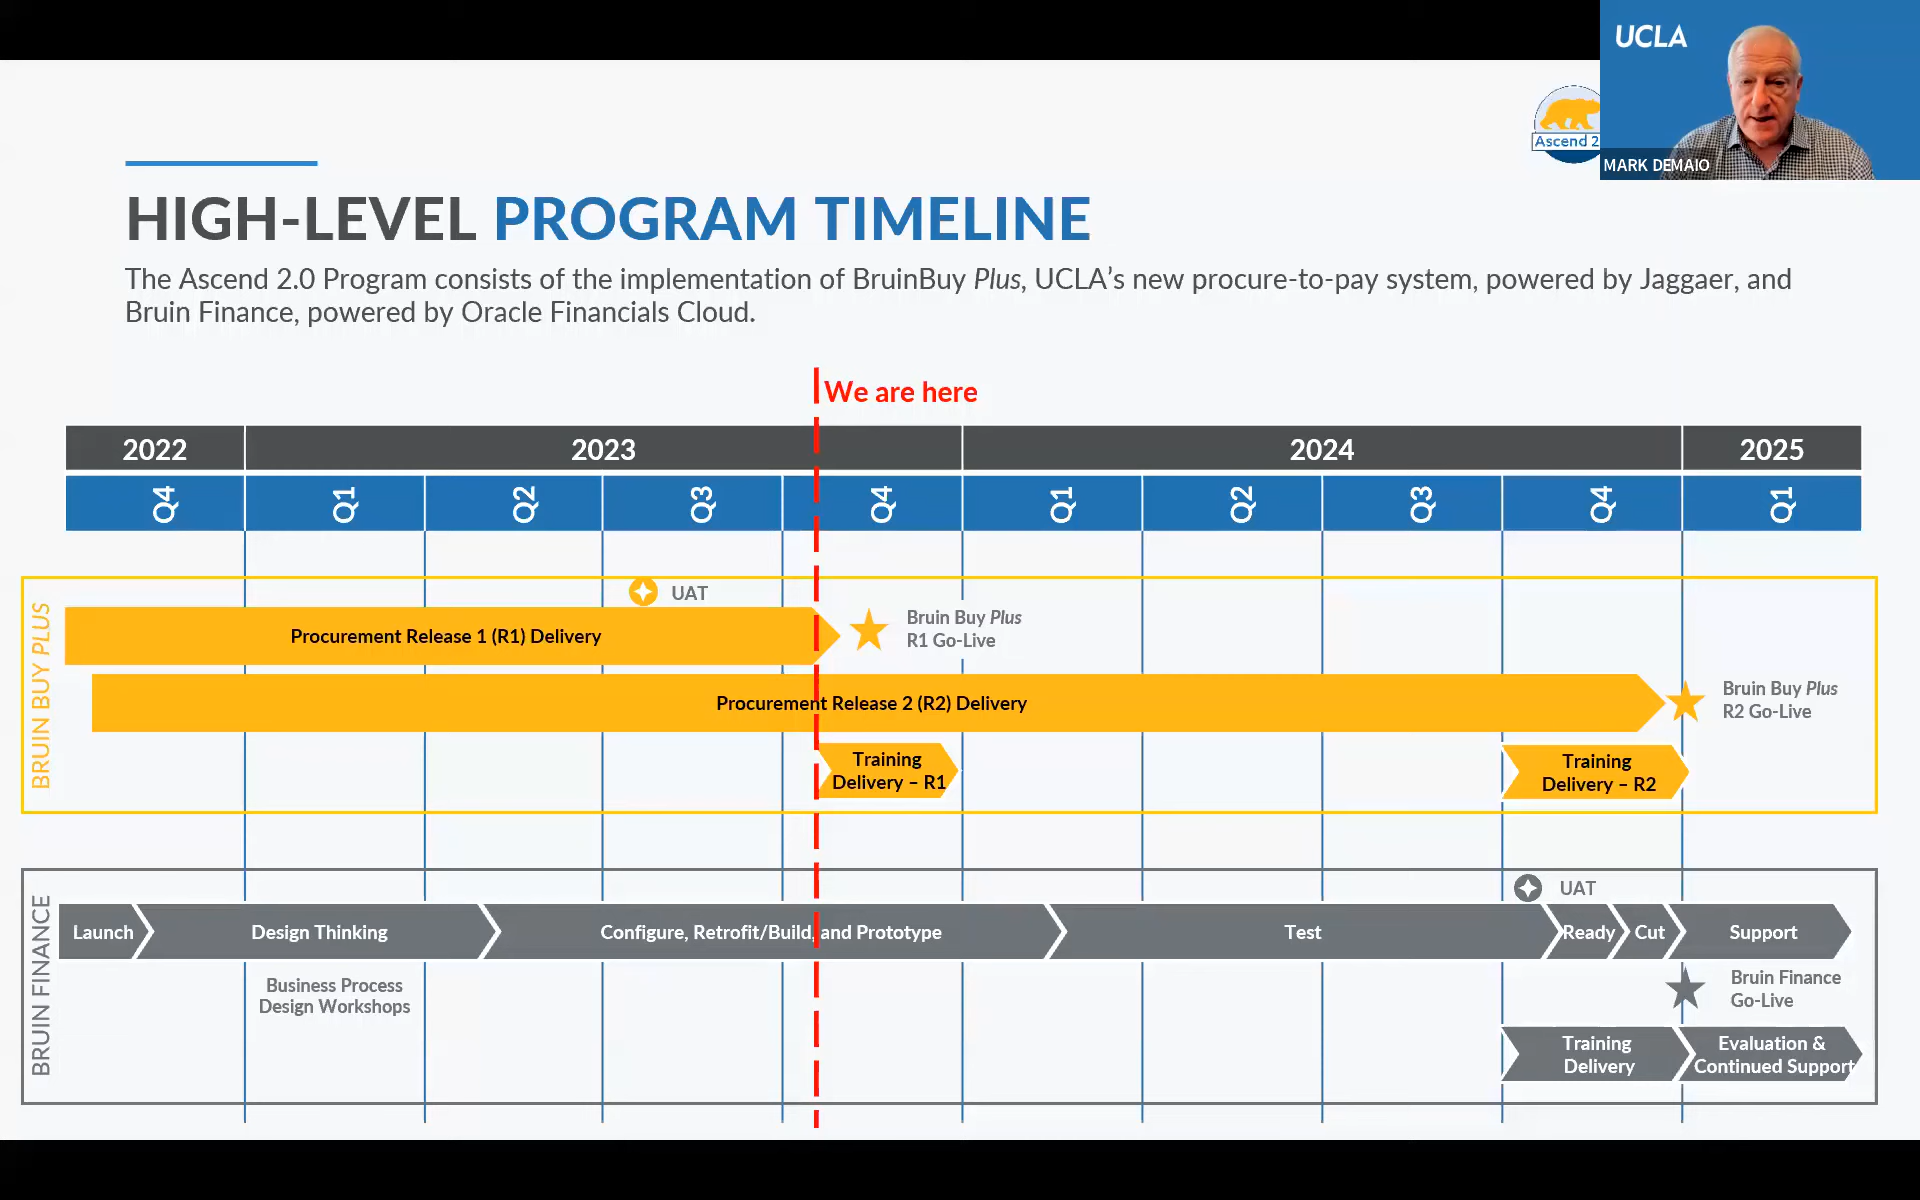 UCLA
MARK DEMAIO
Ascend 2
HIGH-LEVEL PROGRAM TIMELINE
The Ascend 2.0 Program consists of the implementation of BruinBuy Plus, UCLA's new procure-to-pay system, powered by Jaggaer, and
Bruin Finance, powered by Oracle Financials Cloud.
We are here
2022 2023 2024 2025
Q4 Q1 Q2 Q3 Q4 Q1 Q2 Q3 Q4 Q1
BRUIN BUY PLUS
UAT
Procurement Release 1 (R1) Delivery
Bruin Buy Plus
R1 Go-Live
Procurement Release 2 (R2) Delivery
Bruin Buy Plus
R2 Go-Live
Training
Delivery – R1
Training
Delivery – R2
BRUIN FINANCE
UAT
Launch Design Thinking Configure, Retrofit/Build, and Prototype Test Ready Cut Support
Business Process
Design Workshops
Bruin Finance
Go-Live
Training
Delivery
Evaluation &
Continued Support